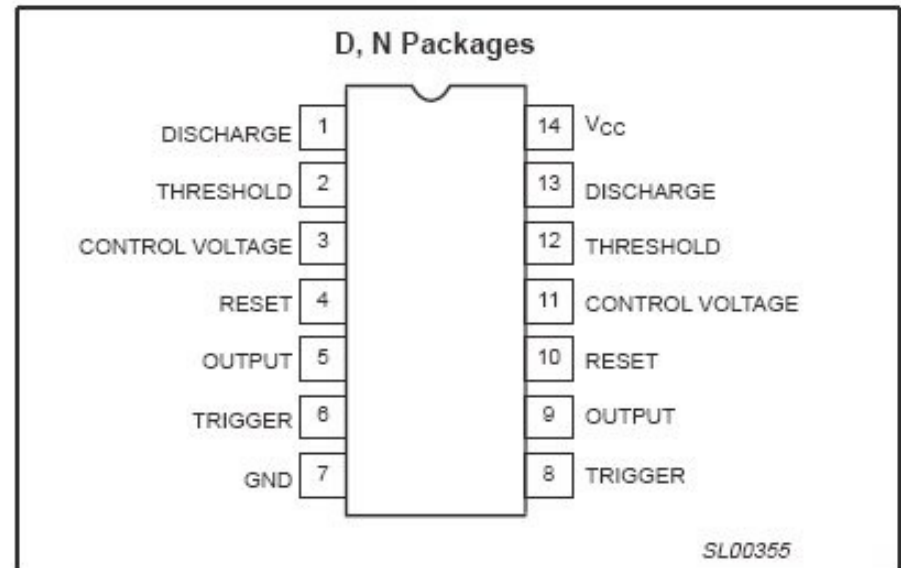 D, N Packages
DISCHARGE 1
14 VCC
THRESHOLD 2
13 DISCHARGE
CONTROL VOLTAGE 3
12 THRESHOLD
RESET 4
11 CONTROL VOLTAGE
OUTPUT 5
10 RESET
TRIGGER 6
9 OUTPUT
GND 7
8 TRIGGER
SL00355